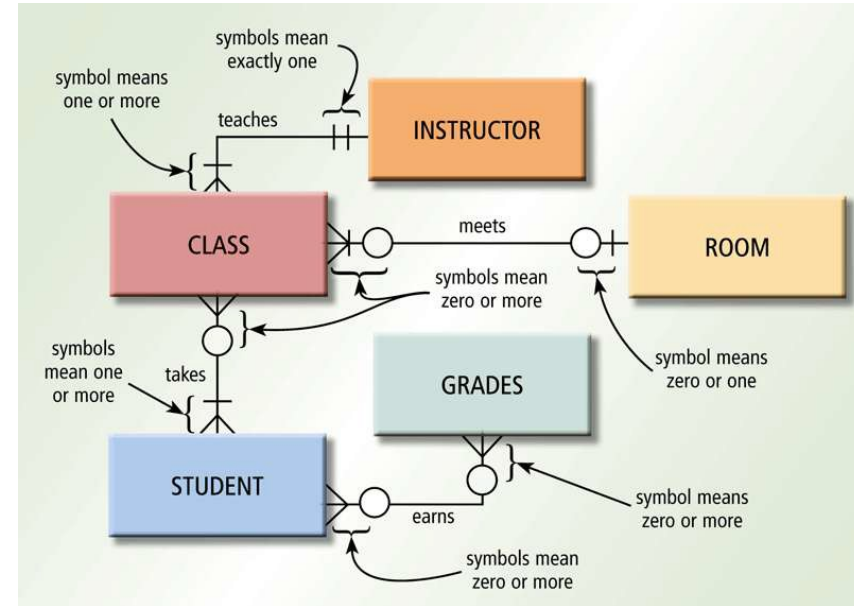 symbols mean
exactly one
symbol means
one or more
teaches
INSTRUCTOR
CLASS
meets
ROOM
symbols mean
zero or more
symbols
mean one
or more
takes
GRADES
symbol means
zero or one
STUDENT
earns
symbol means
zero or more
symbols mean
zero or more